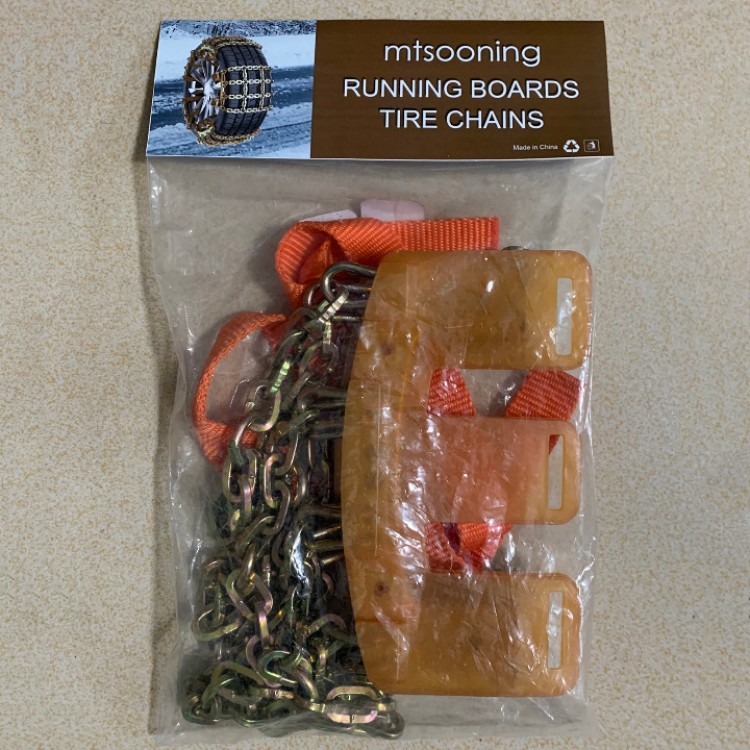 mtsooning
RUNNING BOARDS
TIRE CHAINS
Made in China